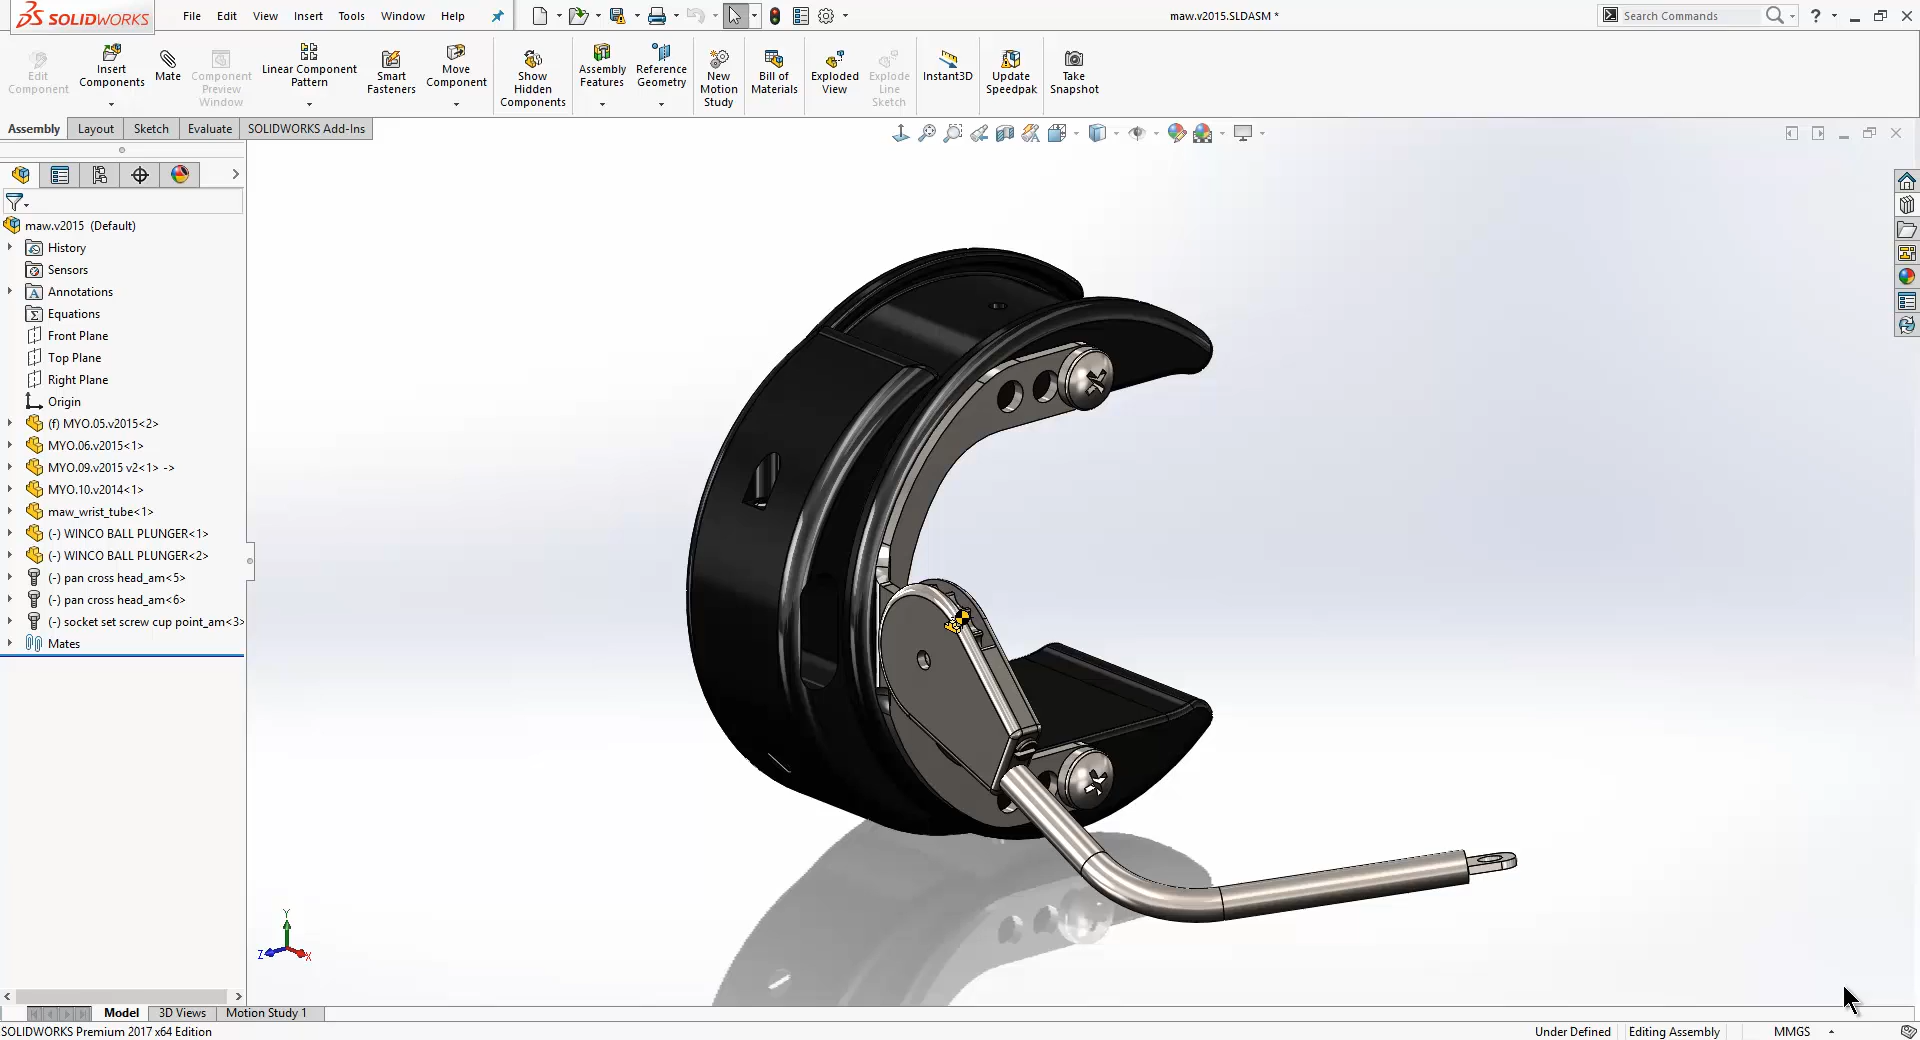 SOLIDWORKS
File Edit View Insert Tools Window Help
maw.v2015.SLDASM *
Search Commands
?
Edit Component
Insert Components
Mate
Component Preview Window
Linear Component Pattern
Smart Fasteners
Move Component
Show Hidden Components
Assembly Features
Reference Geometry
New Motion Study
Bill of Materials
Exploded View
Explode Line Sketch
Instant3D
Update Speedpak
Take Snapshot
Assembly Layout Sketch Evaluate SOLIDWORKS Add-Ins
maw.v2015 (Default)
History
Sensors
Annotations
Equations
Front Plane
Top Plane
Right Plane
Origin
(f) MYO.05.v2015<2>
MYO.06.v2015<1>
MYO.09.v2015 v2<1> ->
MYO.10.v2014<1>
maw_wrist_tube<1>
(-) WINCO BALL PLUNGER<1>
(-) WINCO BALL PLUNGER<2>
(-) pan cross head_am<5>
(-) pan cross head_am<6>
(-) socket set screw cup point_am<3>
Mates
Y
Z
X
Model 3D Views Motion Study 1
SOLIDWORKS Premium 2017 x64 Edition
Under Defined Editing Assembly MMGS